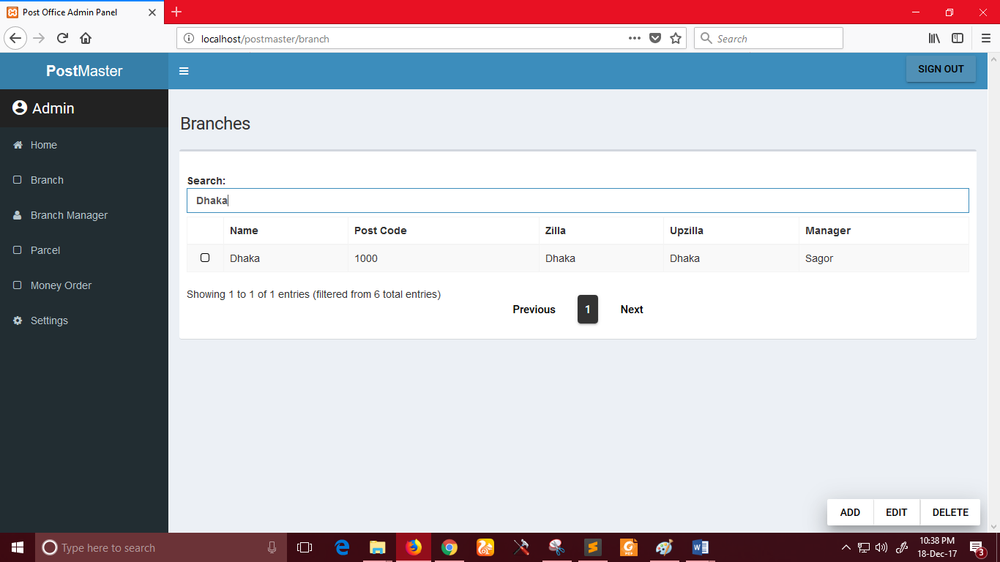 Post Office Admin Panel
localhost/postmaster/branch
Search
PostMaster
SIGN OUT
Admin
Home
Branch
Branch Manager
Parcel
Money Order
Settings
Branches
Search:
Dhaka
Name Post Code Zilla Upzilla Manager
Dhaka 1000 Dhaka Dhaka Sagor
Showing 1 to 1 of 1 entries (filtered from 6 total entries)
Previous 1 Next
ADD EDIT DELETE
Type here to search
PDF
10:38 PM
18-Dec-17
3